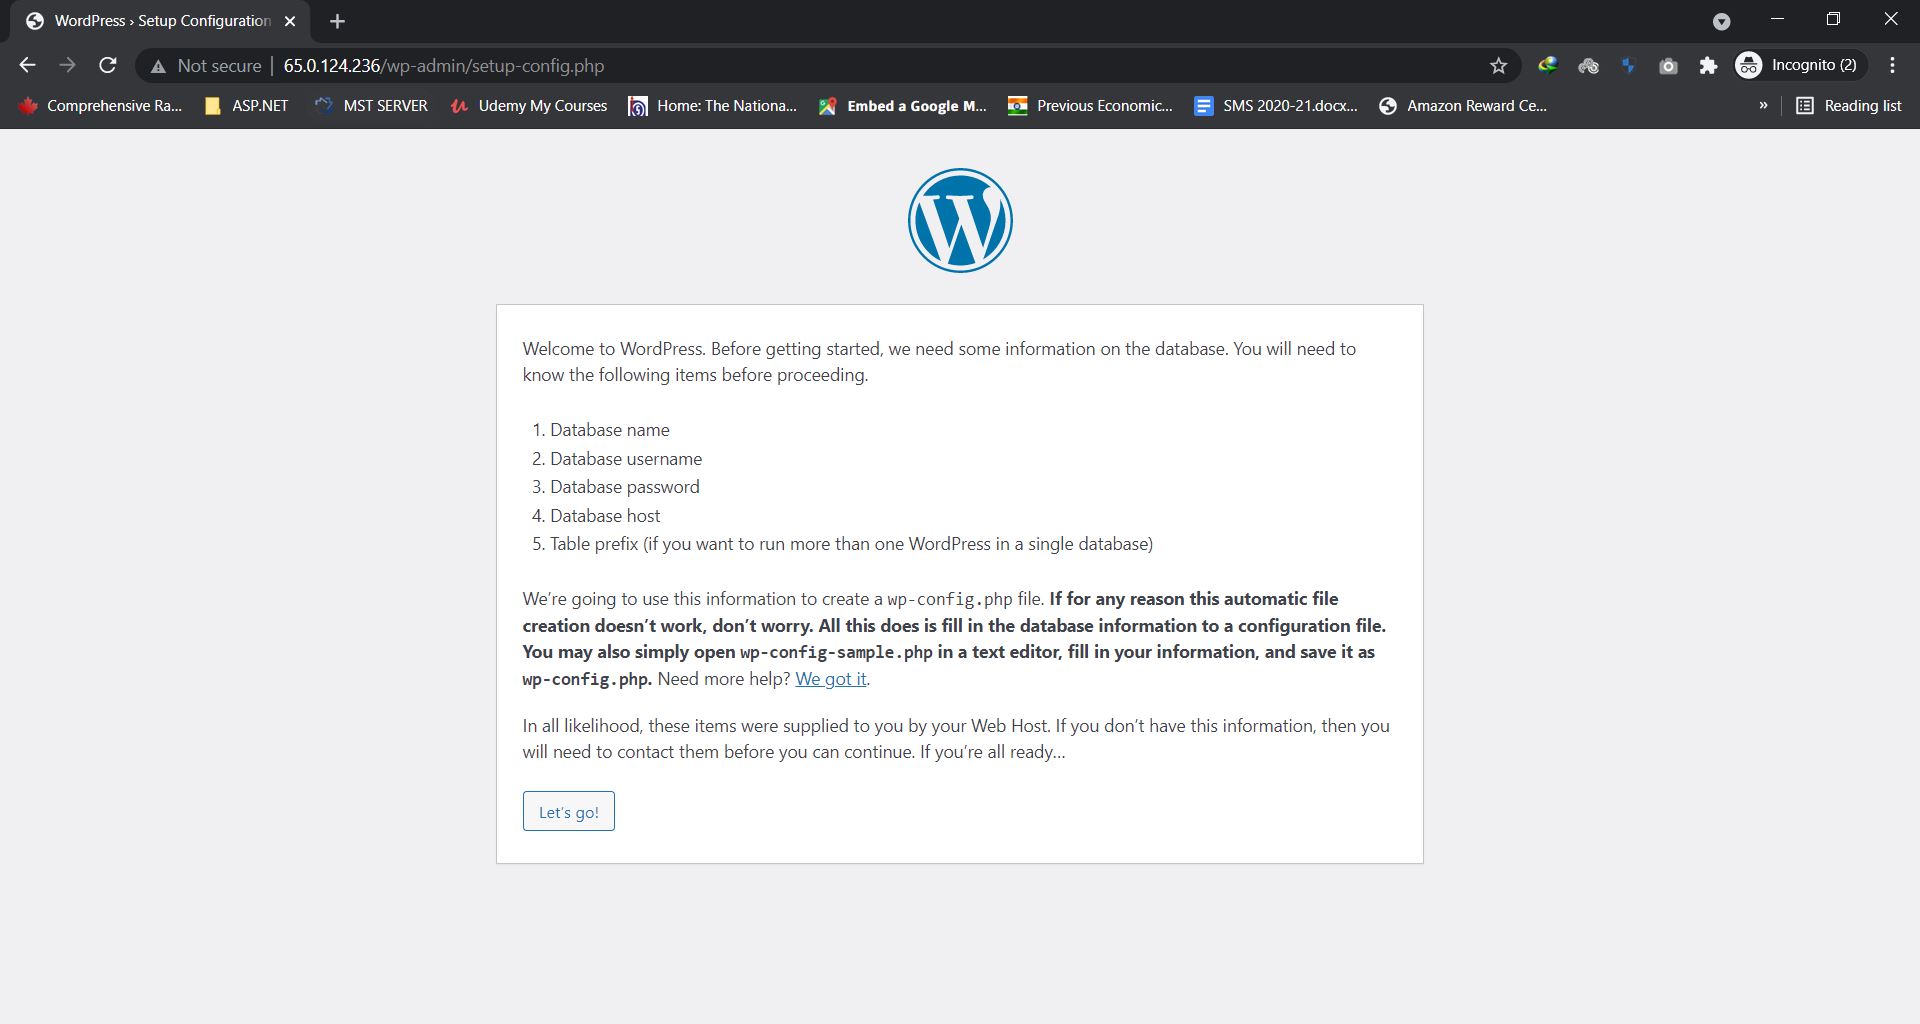 WordPress › Setup Configuration
Not secure | 65.0.124.236/wp-admin/setup-config.php
Incognito (2)
Comprehensive Ra...
ASP.NET
MST SERVER
Udemy My Courses
Home: The Nationa...
Embed a Google M...
Previous Economic...
SMS 2020-21.docx...
Amazon Reward Ce...
»
Reading list
Welcome to WordPress. Before getting started, we need some information on the database. You will need to
know the following items before proceeding.
1. Database name
2. Database username
3. Database password
4. Database host
5. Table prefix (if you want to run more than one WordPress in a single database)
We’re going to use this information to create a wp-config.php file. If for any reason this automatic file
creation doesn’t work, don’t worry. All this does is fill in the database information to a configuration file.
You may also simply open wp-config-sample.php in a text editor, fill in your information, and save it as
wp-config.php. Need more help? We got it.
In all likelihood, these items were supplied to you by your Web Host. If you don’t have this information, then you
will need to contact them before you can continue. If you’re all ready…
Let’s go!